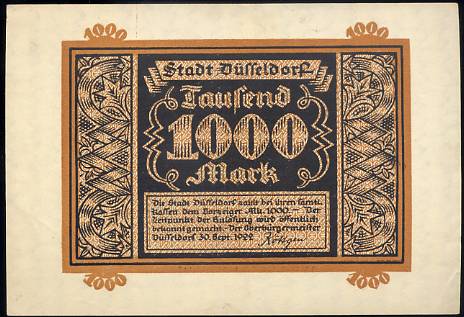 1000 1000
Stadt Düsseldorf
Tausend
1000
Mark
Die Stadt Düsseldorf zahlt bei ihren sämtl.
Kassen dem Vorzeiger Mk. 1000.— Der
Zeitpunkt der Einlösung wird öffentlich
bekannt gemacht. Der Oberbürgermeister
Düsseldorf 30. Sept. 1922
1000 1000